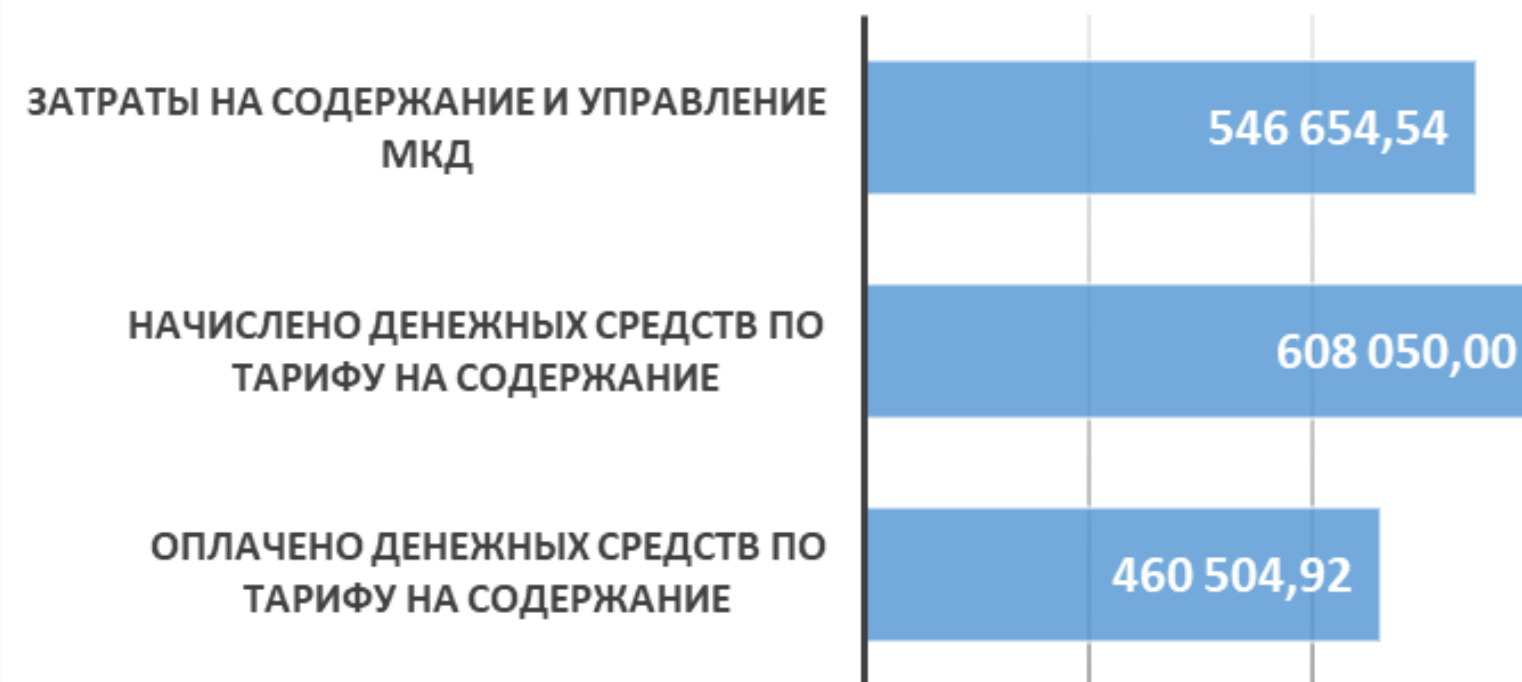 ЗАТРАТЫ НА СОДЕРЖАНИЕ И УПРАВЛЕНИЕ
МКД
546 654,54
НАЧИСЛЕНО ДЕНЕЖНЫХ СРЕДСТВ ПО
ТАРИФУ НА СОДЕРЖАНИЕ
608 050,00
ОПЛАЧЕНО ДЕНЕЖНЫХ СРЕДСТВ ПО
ТАРИФУ НА СОДЕРЖАНИЕ
460 504,92